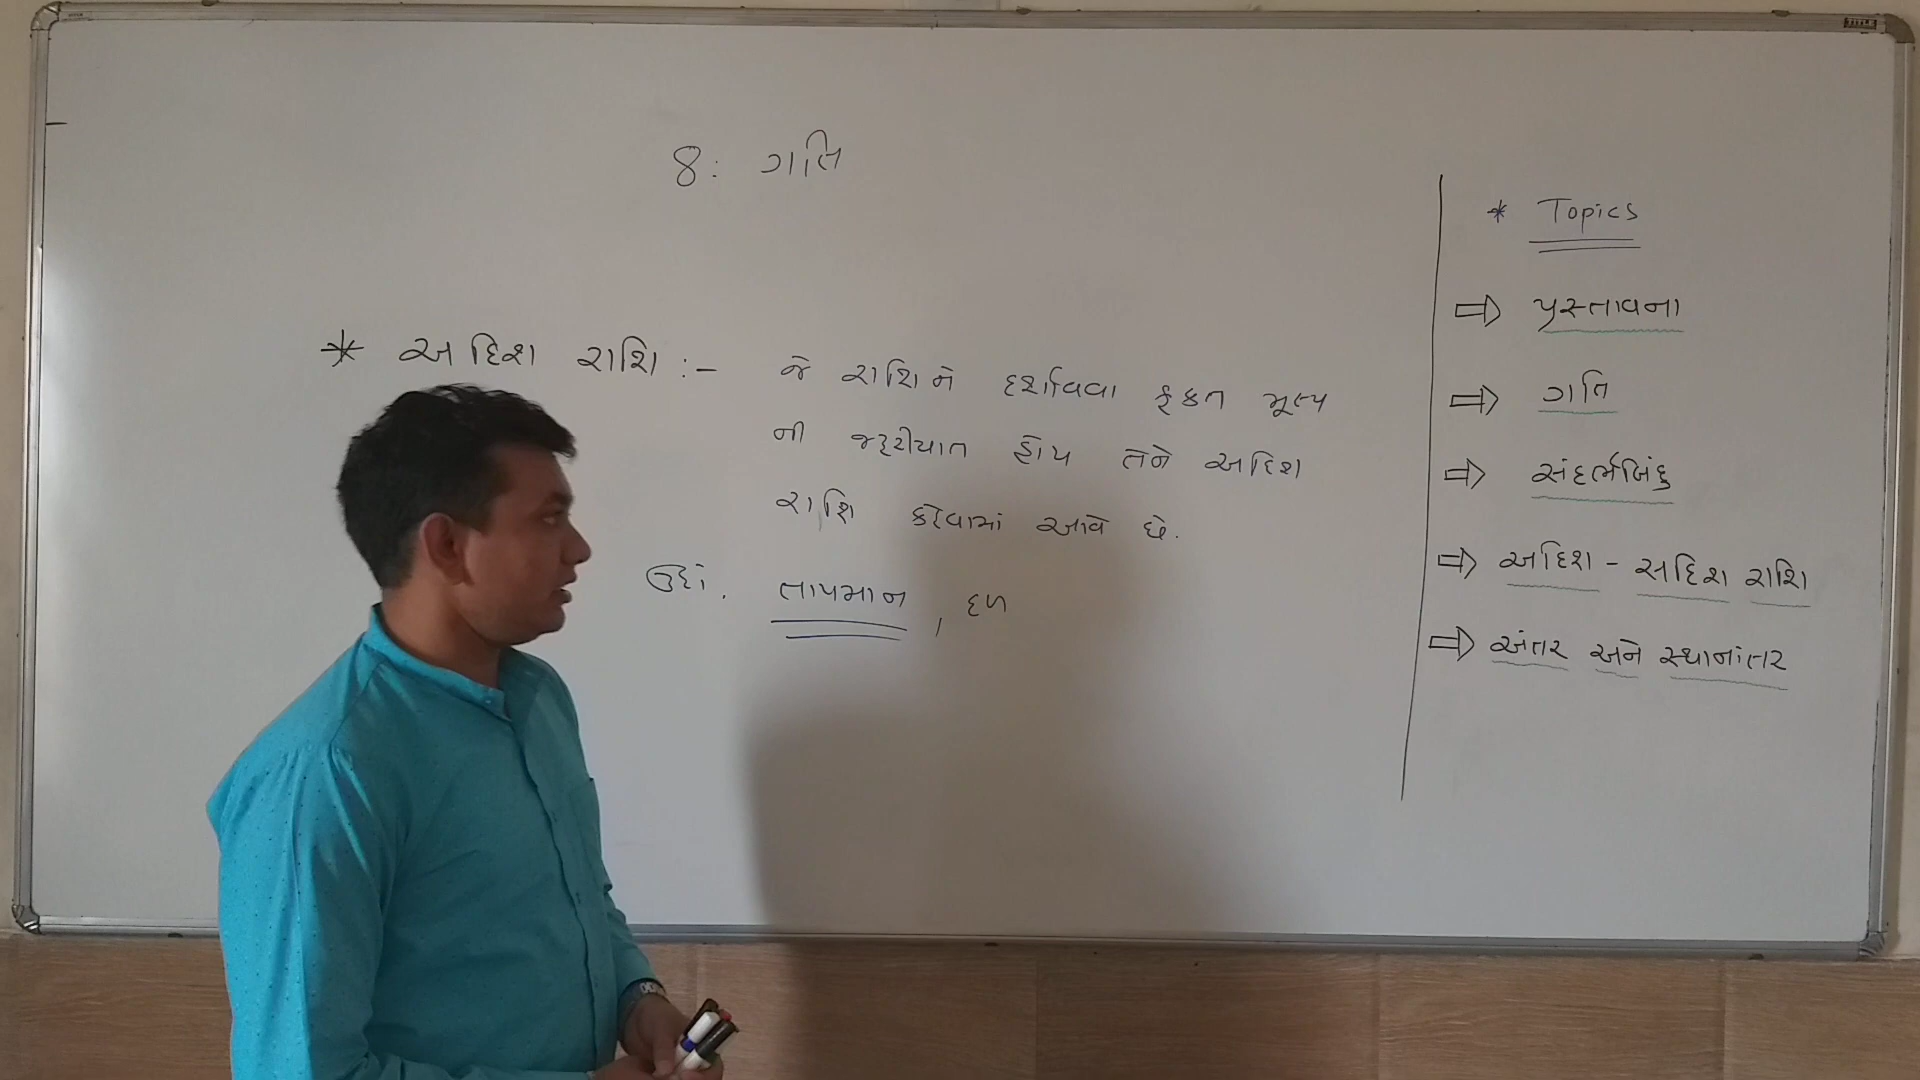 8: ગતિ
* અદિશ રાશિ :- જે રાશિને દર્શાવવા ફકત મૂલ્ય
ની જરૂરીયાત હોય તેને અદિશ
રાશિ કહેવામાં આવે છે.
ઉદા. તાપમાન, દળ
* Topics
⇨ પ્રસ્તાવના
⇨ ગતિ
⇨ સંદર્ભબિંદુ
⇨ અદિશ - સદિશ રાશિ
⇨ અંતર અને સ્થાનાંતર